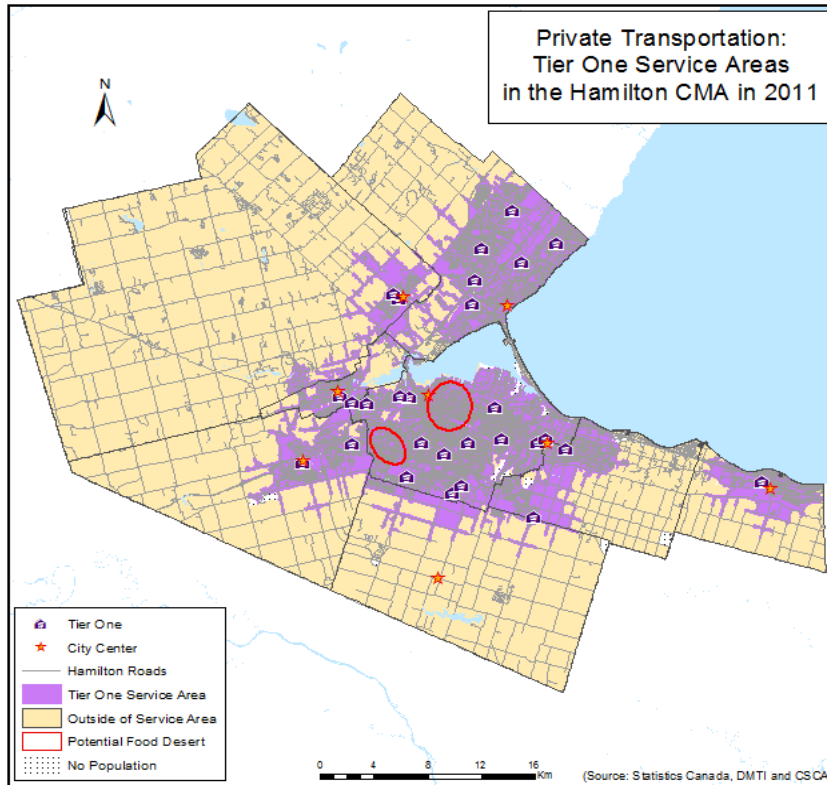 Private Transportation:
Tier One Service Areas
in the Hamilton CMA in 2011
N
Tier One
City Center
Hamilton Roads
Tier One Service Area
Outside of Service Area
Potential Food Desert
No Population
0 2 4 8 12 16
Km
(Source: Statistics Canada, DMTI and CSCA